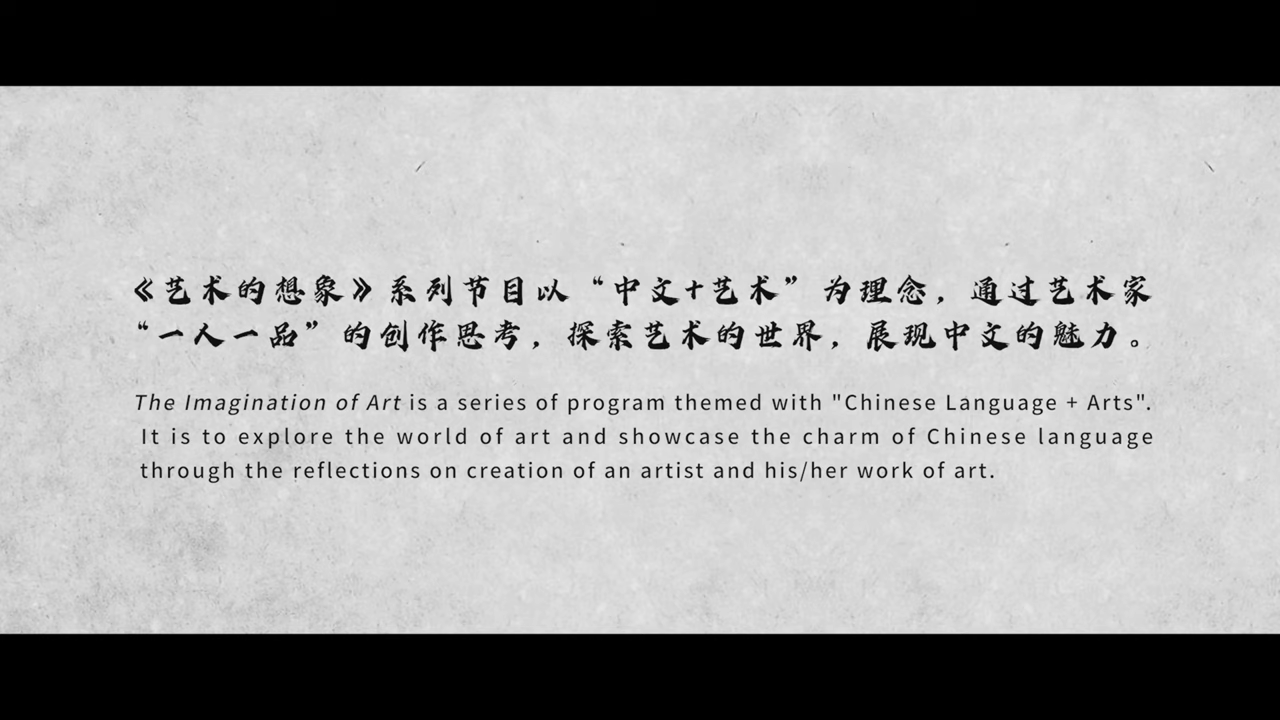 《艺术的想象》系列节目以“中文+艺术”为理念，通过艺术家
“一人一品”的创作思考，探索艺术的世界，展现中文的魅力。
The Imagination of Art is a series of program themed with "Chinese Language + Arts".
It is to explore the world of art and showcase the charm of Chinese language
through the reflections on creation of an artist and his/her work of art.